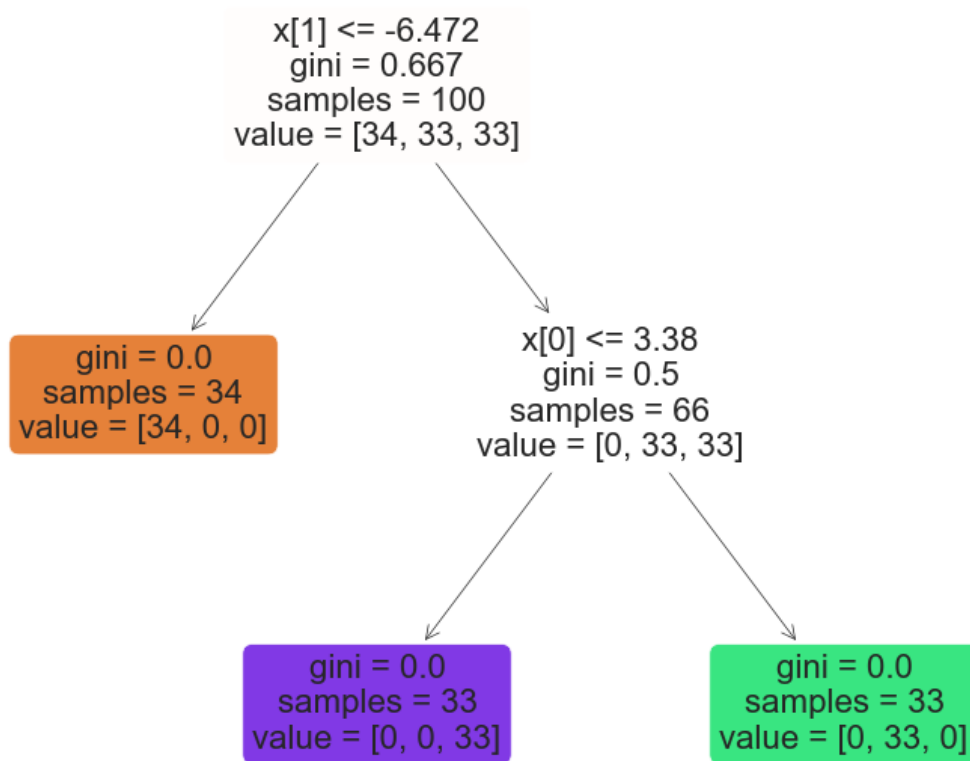 x[1] <= -6.472
gini = 0.667
samples = 100
value = [34, 33, 33]
gini = 0.0
samples = 34
value = [34, 0, 0]
x[0] <= 3.38
gini = 0.5
samples = 66
value = [0, 33, 33]
gini = 0.0
samples = 33
value = [0, 0, 33]
gini = 0.0
samples = 33
value = [0, 33, 0]